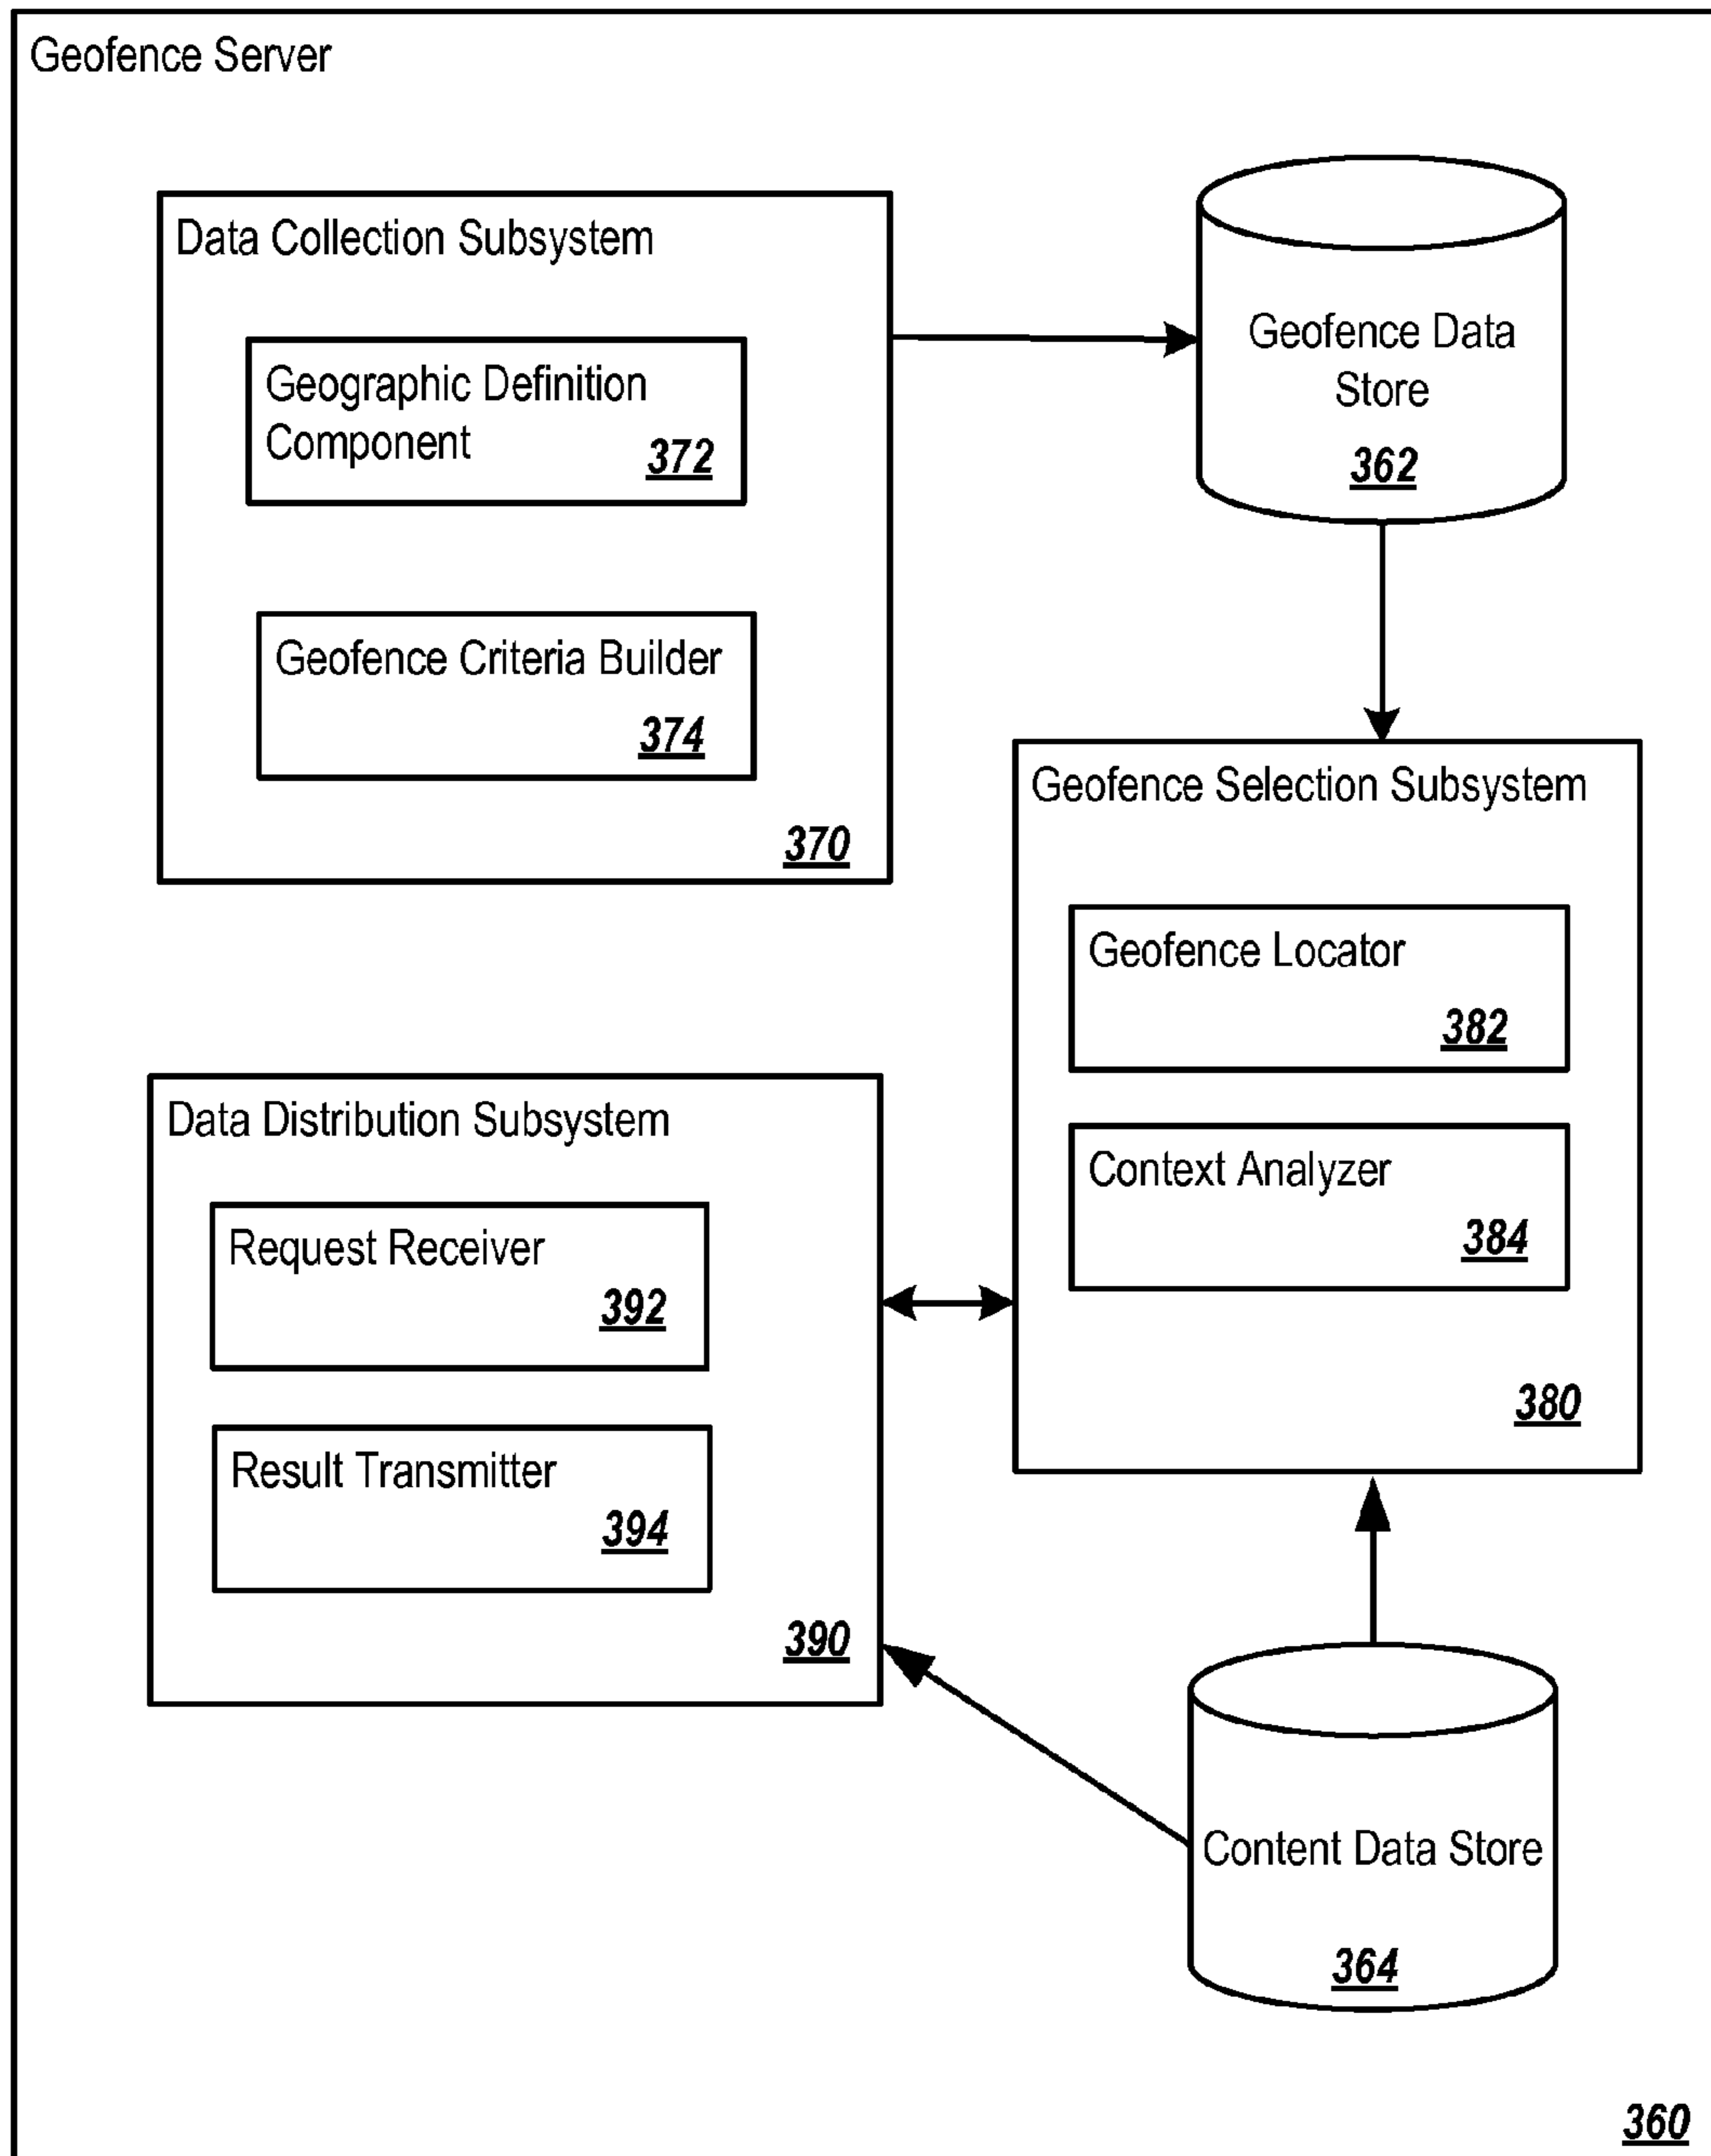 Geofence Server
Data Collection Subsystem
Geographic Definition
Component
372
Geofence Criteria Builder
374
370
Geofence Data
Store
362
Geofence Selection Subsystem
Geofence Locator
382
Context Analyzer
384
380
Data Distribution Subsystem
Request Receiver
392
Result Transmitter
394
390
Content Data Store
364
360